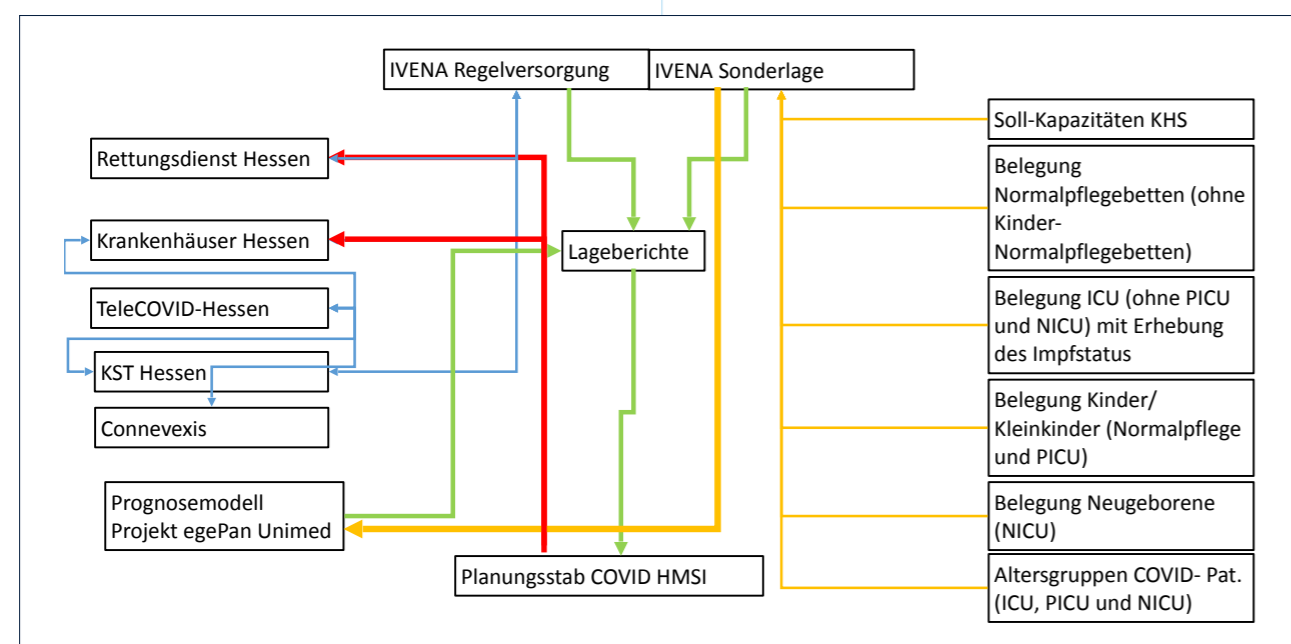 IVENA Regelversorgung
IVENA Sonderlage
Rettungsdienst Hessen
Krankenhäuser Hessen
TeleCOVID-Hessen
KST Hessen
Connevexis
Prognosemodell
Projekt egePan Unimed
Lageberichte
Planungsstab COVID HMSI
Soll-Kapazitäten KHS
Belegung
Normalpflegebetten (ohne
Kinder-
Normalpflegebetten)
Belegung ICU (ohne PICU
und NICU) mit Erhebung
des Impfstatus
Belegung Kinder/
Kleinkinder (Normalpflege
und PICU)
Belegung Neugeborene
(NICU)
Altersgruppen COVID- Pat.
(ICU, PICU und NICU)